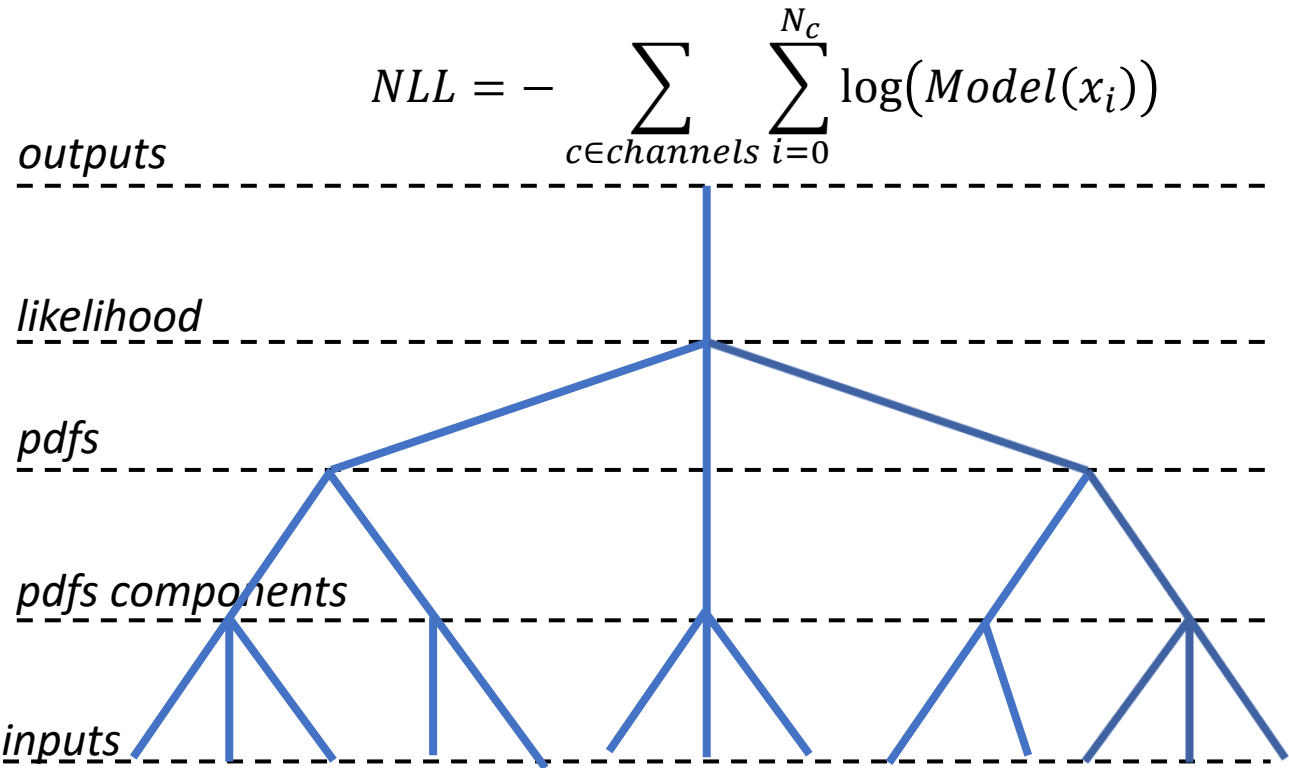 NLL = − ∑_{c∈channels} ∑_{i=0}^{N_c} log(Model(x_i))
outputs
likelihood
pdfs
pdfs components
inputs